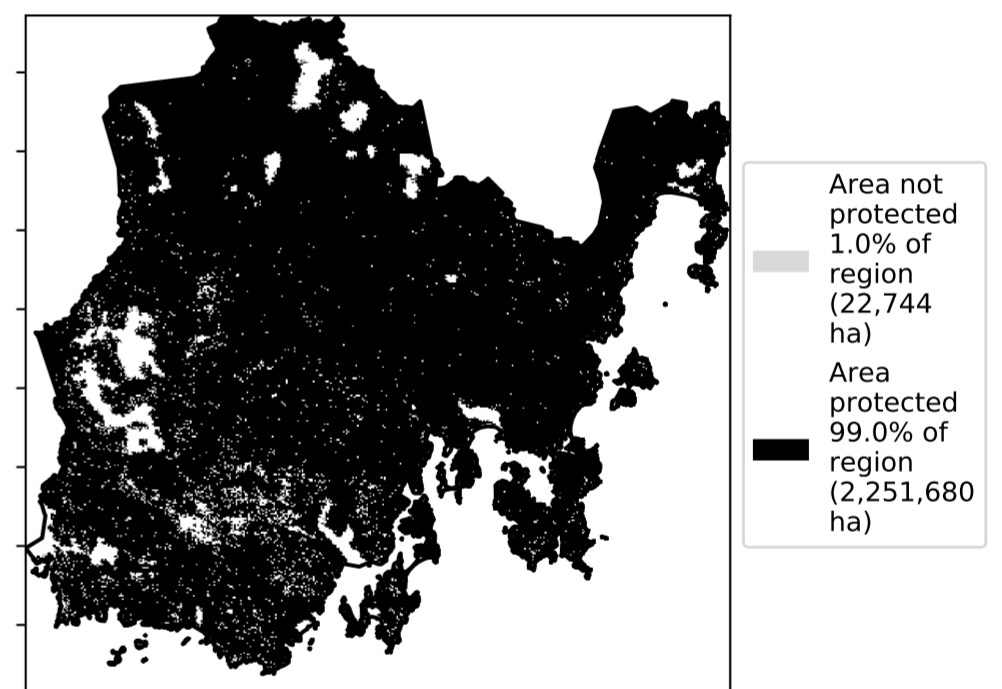 Area not
protected
1.0% of
region
(22,744
ha)
Area
protected
99.0% of
region
(2,251,680
ha)